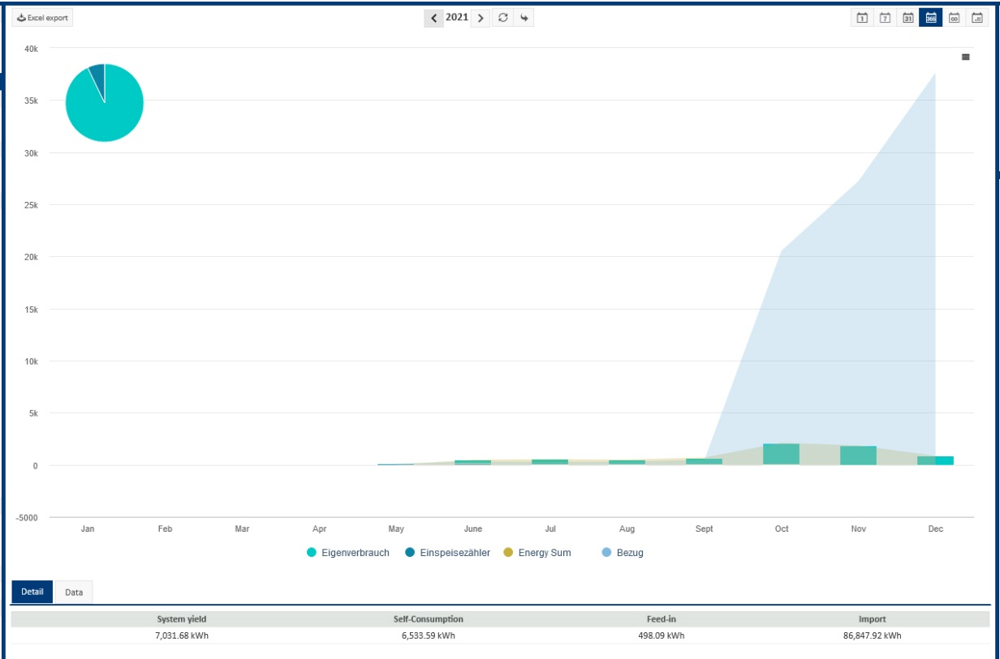 Excel export
2021
1 7 31 365 ∞
40k
35k
30k
25k
20k
15k
10k
5k
0
-5000
Jan Feb Mar Apr May June Jul Aug Sept Oct Nov Dec
Eigenverbrauch Einspeisezähler Energy Sum Bezug
Detail Data
System yield Self-Consumption Feed-in Import
7,031.68 kWh 6,533.59 kWh 498.09 kWh 86,847.92 kWh